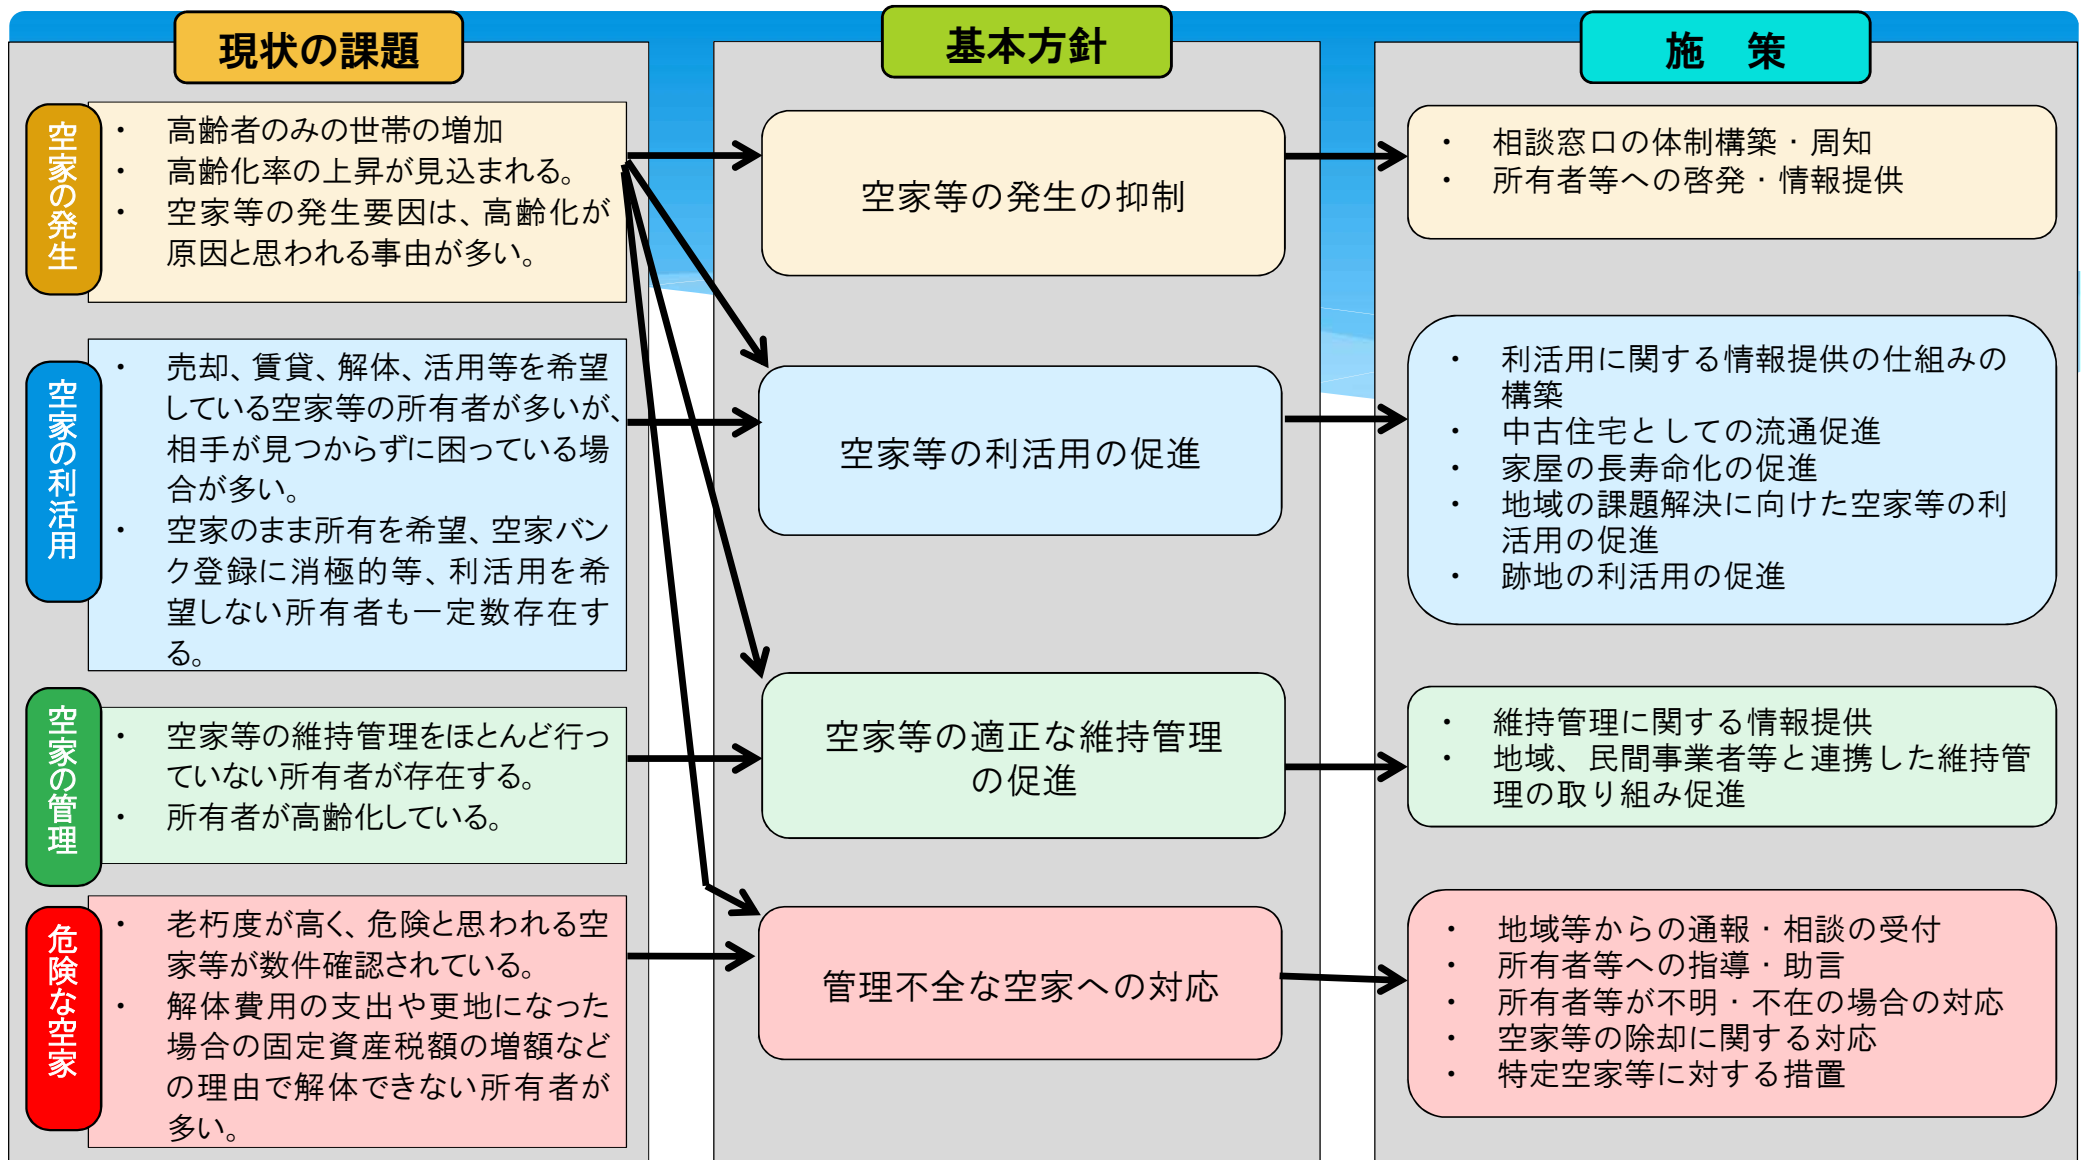 現状の課題
基本方針
施　策
空家の発生
・ 高齢者のみの世帯の増加
・ 高齢化率の上昇が見込まれる。
・ 空家等の発生要因は、高齢化が
原因と思われる事由が多い。
空家等の発生の抑制
・ 相談窓口の体制構築・周知
・ 所有者等への啓発・情報提供
空家の利活用
・ 売却、賃貸、解体、活用等を希望
している空家等の所有者が多いが、
相手が見つからずに困っている場
合が多い。
・ 空家のまま所有を希望、空家バン
ク登録に消極的等、利活用を希
望しない所有者も一定数存在す
る。
空家等の利活用の促進
・ 利活用に関する情報提供の仕組みの
構築
・ 中古住宅としての流通促進
・ 家屋の長寿命化の促進
・ 地域の課題解決に向けた空家等の利
活用の促進
・ 跡地の利活用の促進
空家の管理
・ 空家等の維持管理をほとんど行っ
ていない所有者が存在する。
・ 所有者が高齢化している。
空家等の適正な維持管理
の促進
・ 維持管理に関する情報提供
・ 地域、民間事業者等と連携した維持管
理の取り組み促進
危険な空家
・ 老朽度が高く、危険と思われる空
家等が数件確認されている。
・ 解体費用の支出や更地になった
場合の固定資産税額の増額など
の理由で解体できない所有者が
多い。
管理不全な空家への対応
・ 地域等からの通報・相談の受付
・ 所有者等への指導・助言
・ 所有者等が不明・不在の場合の対応
・ 空家等の除却に関する対応
・ 特定空家等に対する措置